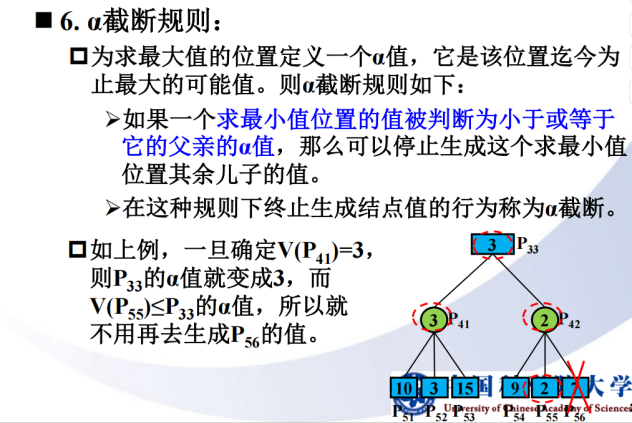 6. α截断规则：
为求最大值的位置定义一个α值，它是该位置迄今为
止最大的可能值。则α截断规则如下：
如果一个求最小值位置的值被判断为小于或等于
它的父亲的α值，那么可以停止生成这个求最小值
位置其余儿子的值。
在这种规则下终止生成结点值的行为称为α截断。
如上例，一旦确定V(P41)=3，
则P33的α值就变成3，而
V(P55)≤P33的α值，所以就
不用再去生成P56的值。
3 P33
3 P41 2 P42
10 3 15 9 2
国 大学
University of Chinese Academy of Sciences
P51 P52 P53 P54 P55 P56